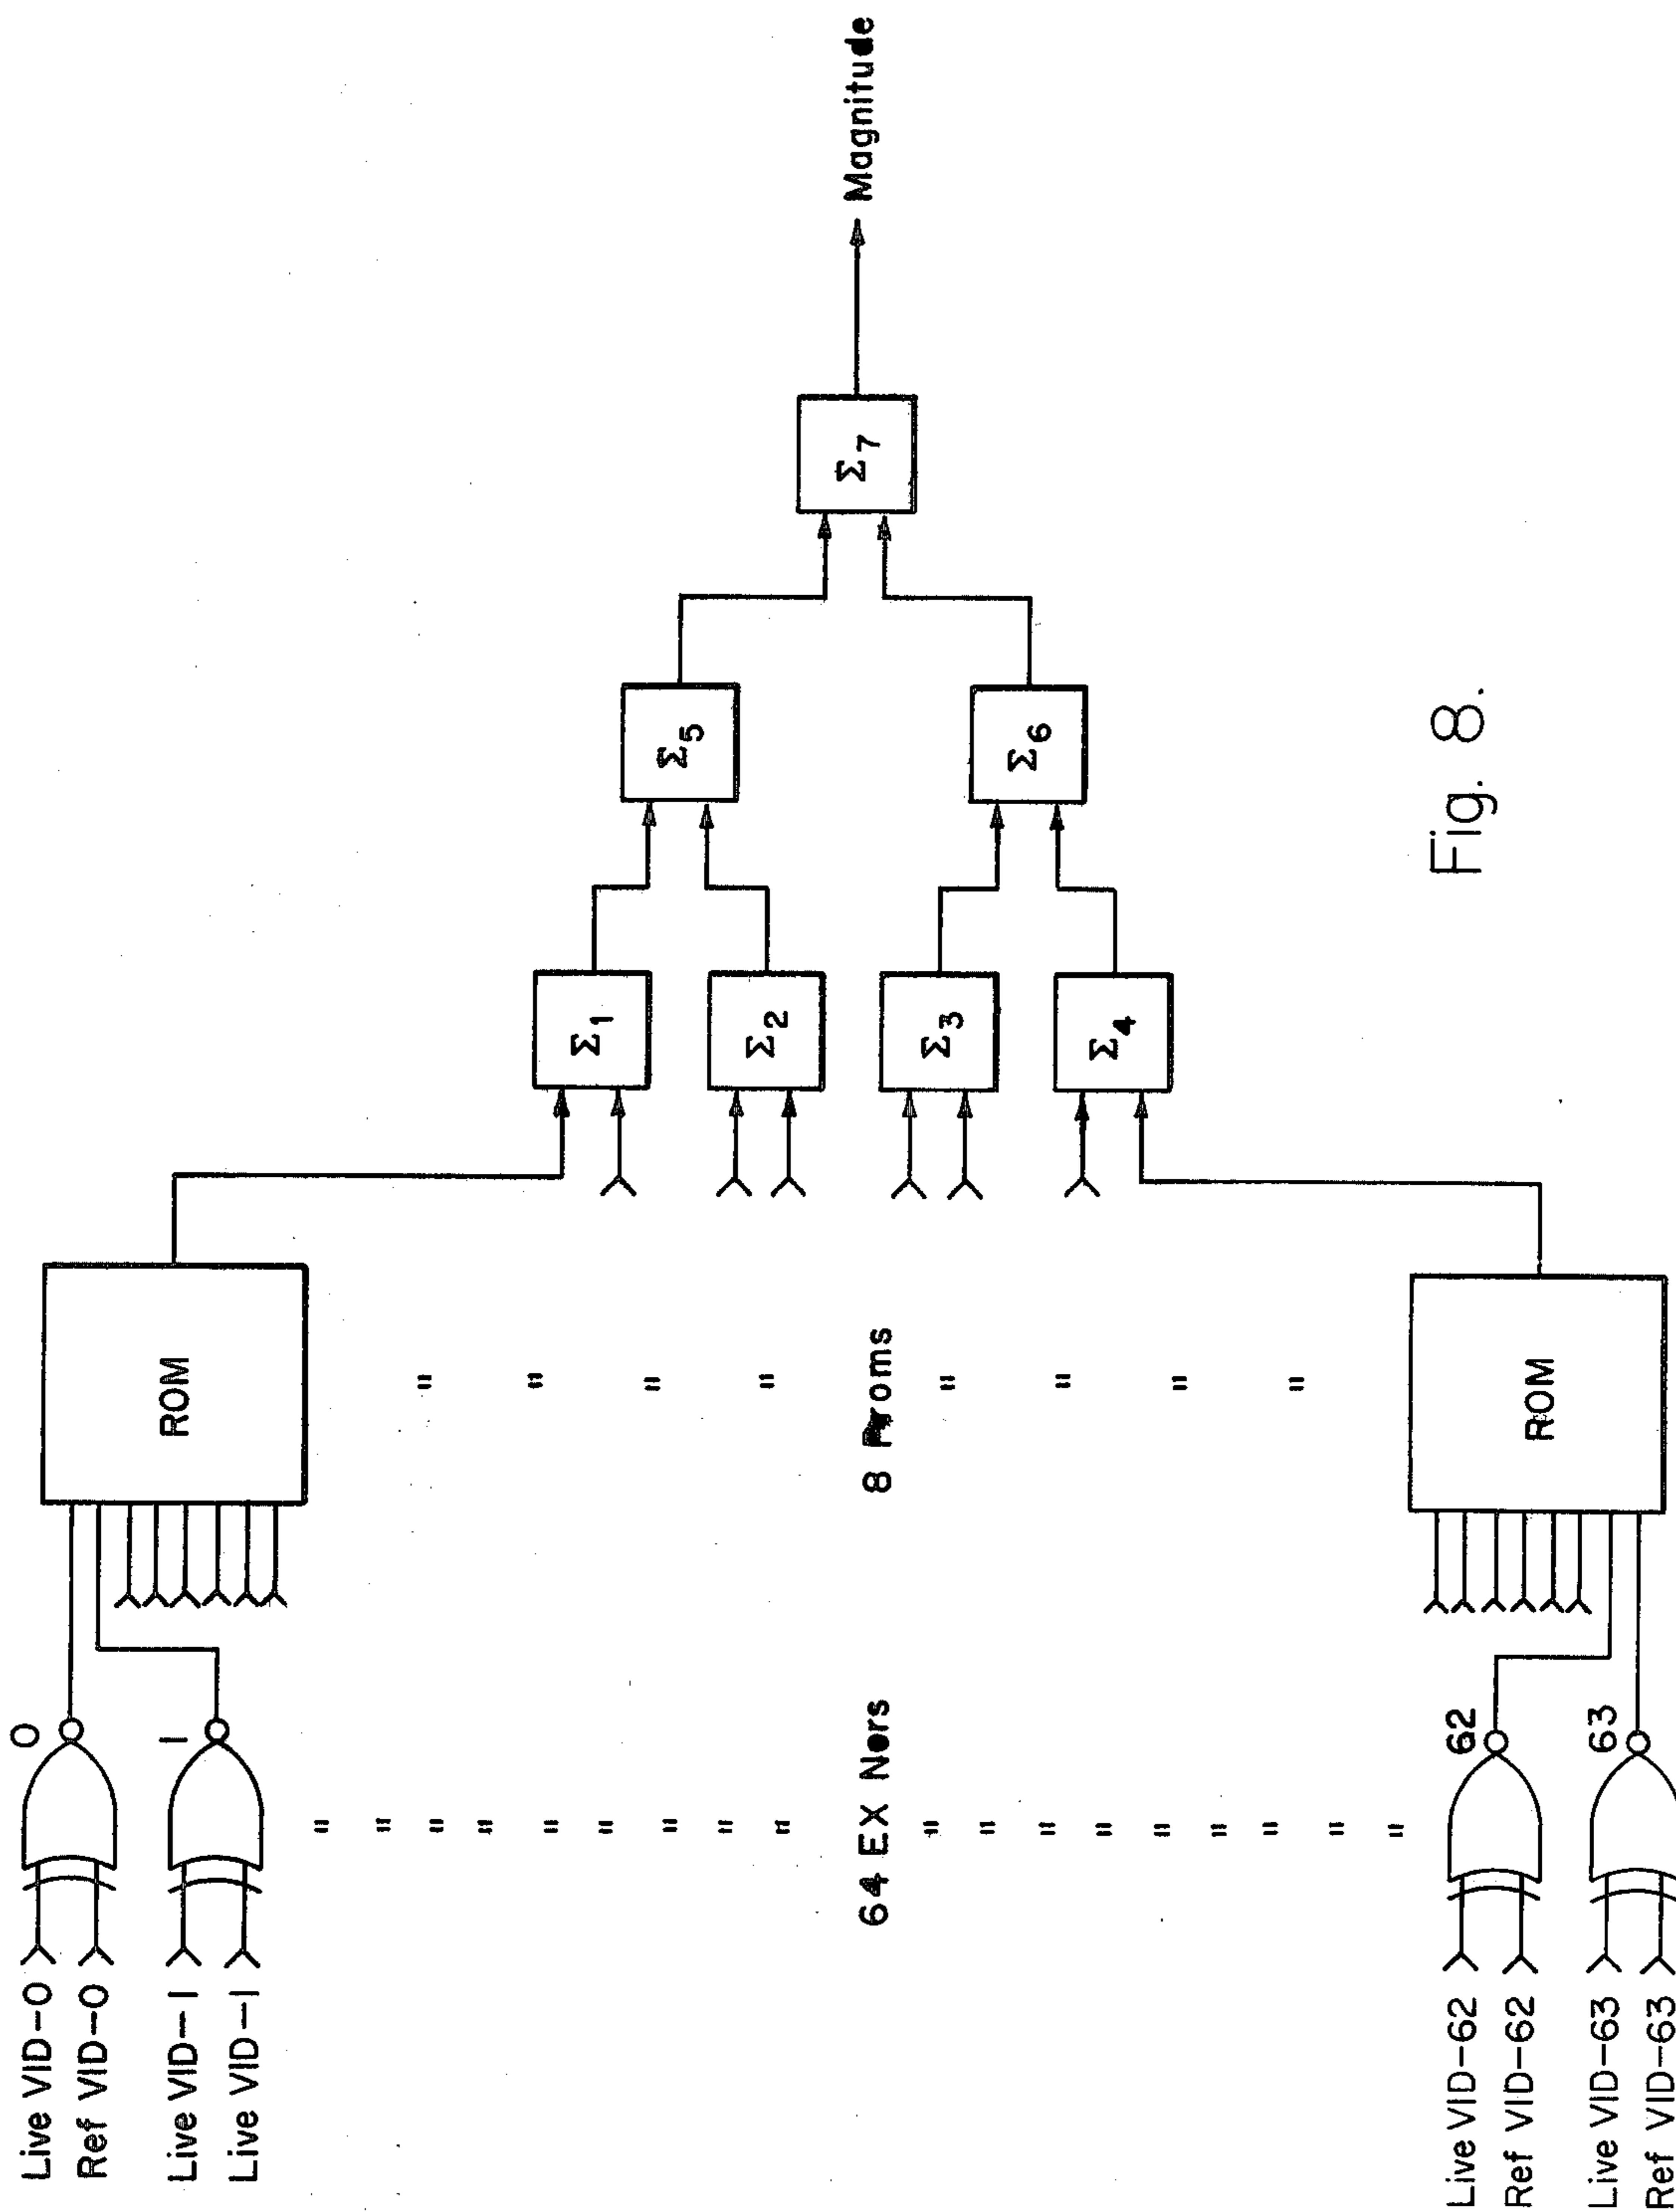 Live VID-0
Ref VID-0
Live VID-1
Live VID-1
0
1
64 EX Nors
Live VID-62
Ref VID-62
Live VID-63
Ref VID-63
62
63
ROM
8 Proms
ROM
Σ1
Σ2
Σ3
Σ4
Σ5
Σ6
Σ7
Magnitude
Fig. 8.